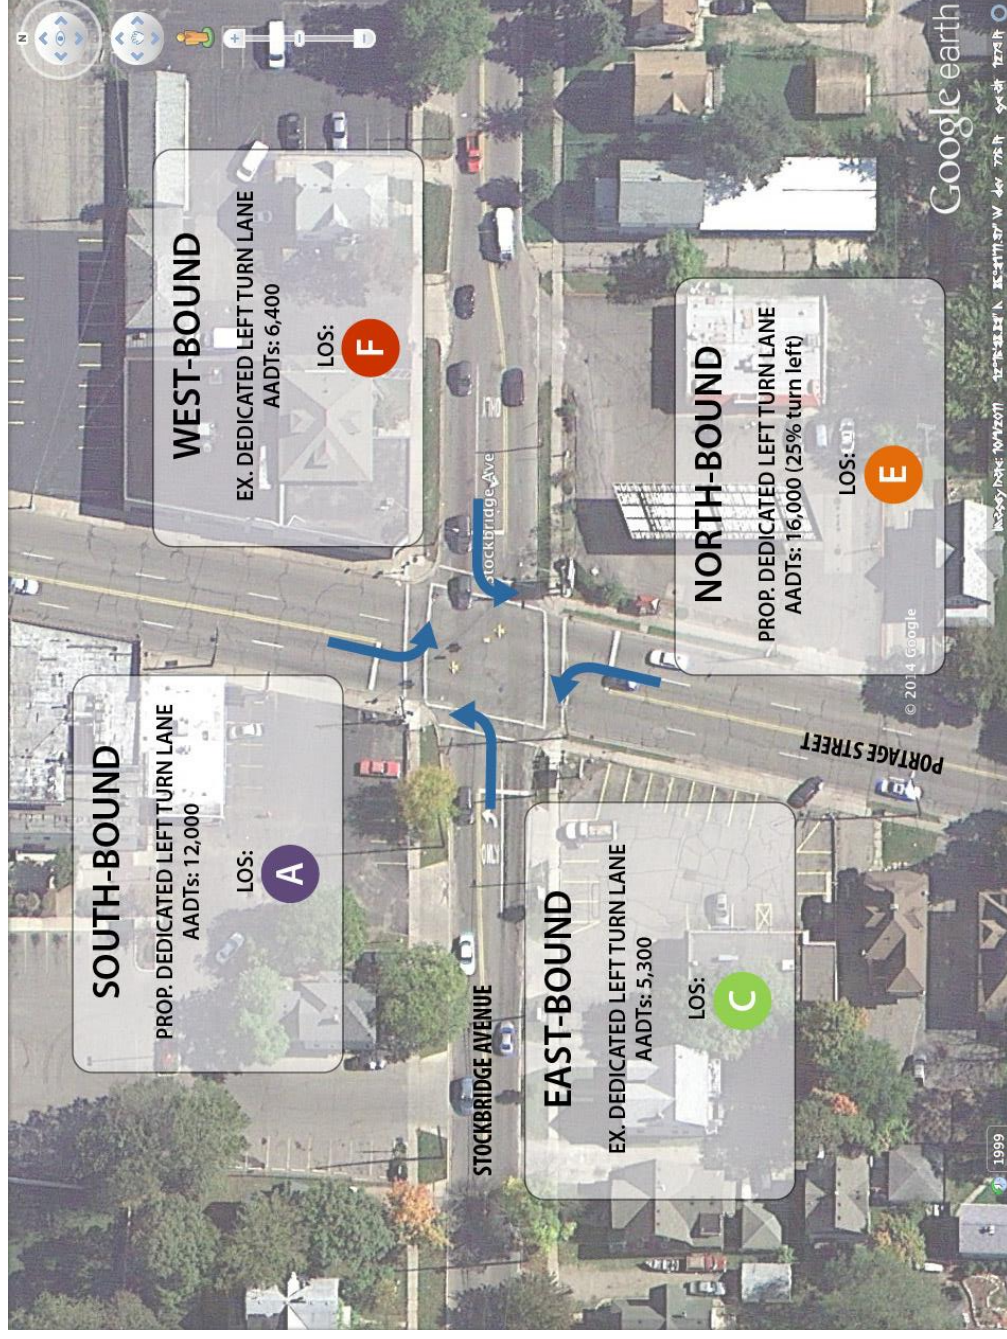 SOUTH-BOUND
PROP. DEDICATED LEFT TURN LANE
AADTs: 12,000
LOS:
A
WEST-BOUND
EX. DEDICATED LEFT TURN LANE
AADTs: 6,400
LOS:
F
STOCKBRIDGE AVENUE
ONLY
Stockbridge Ave
EAST-BOUND
EX. DEDICATED LEFT TURN LANE
AADTs: 5,300
LOS:
C
NORTH-BOUND
PROP. DEDICATED LEFT TURN LANE
AADTs: 16,000 (25% turn left)
LOS:
E
PORTAGE STREET
© 2014 Google
Google earth
1999
N